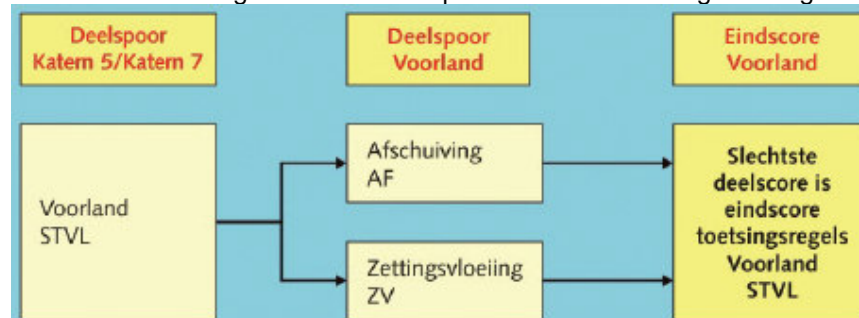 Deelspoor
Katern 5/Katern 7
Deelspoor
Voorland
Eindscore
Voorland
Voorland
STVL
Afschuiving
AF
Zettingsvloeiing
ZV
Slechtste
deelscore is
eindscore
toetsingsregels
Voorland
STVL